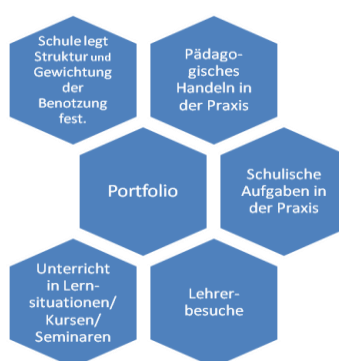 Schule legt
Struktur und
Gewichtung
der
Benotzung
fest.
Pädago-
gisches
Handeln in
der Praxis
Portfolio
Schulische
Aufgaben in
der Praxis
Unterricht
in Lern-
situationen/
Kursen/
Seminaren
Lehrer-
besuche